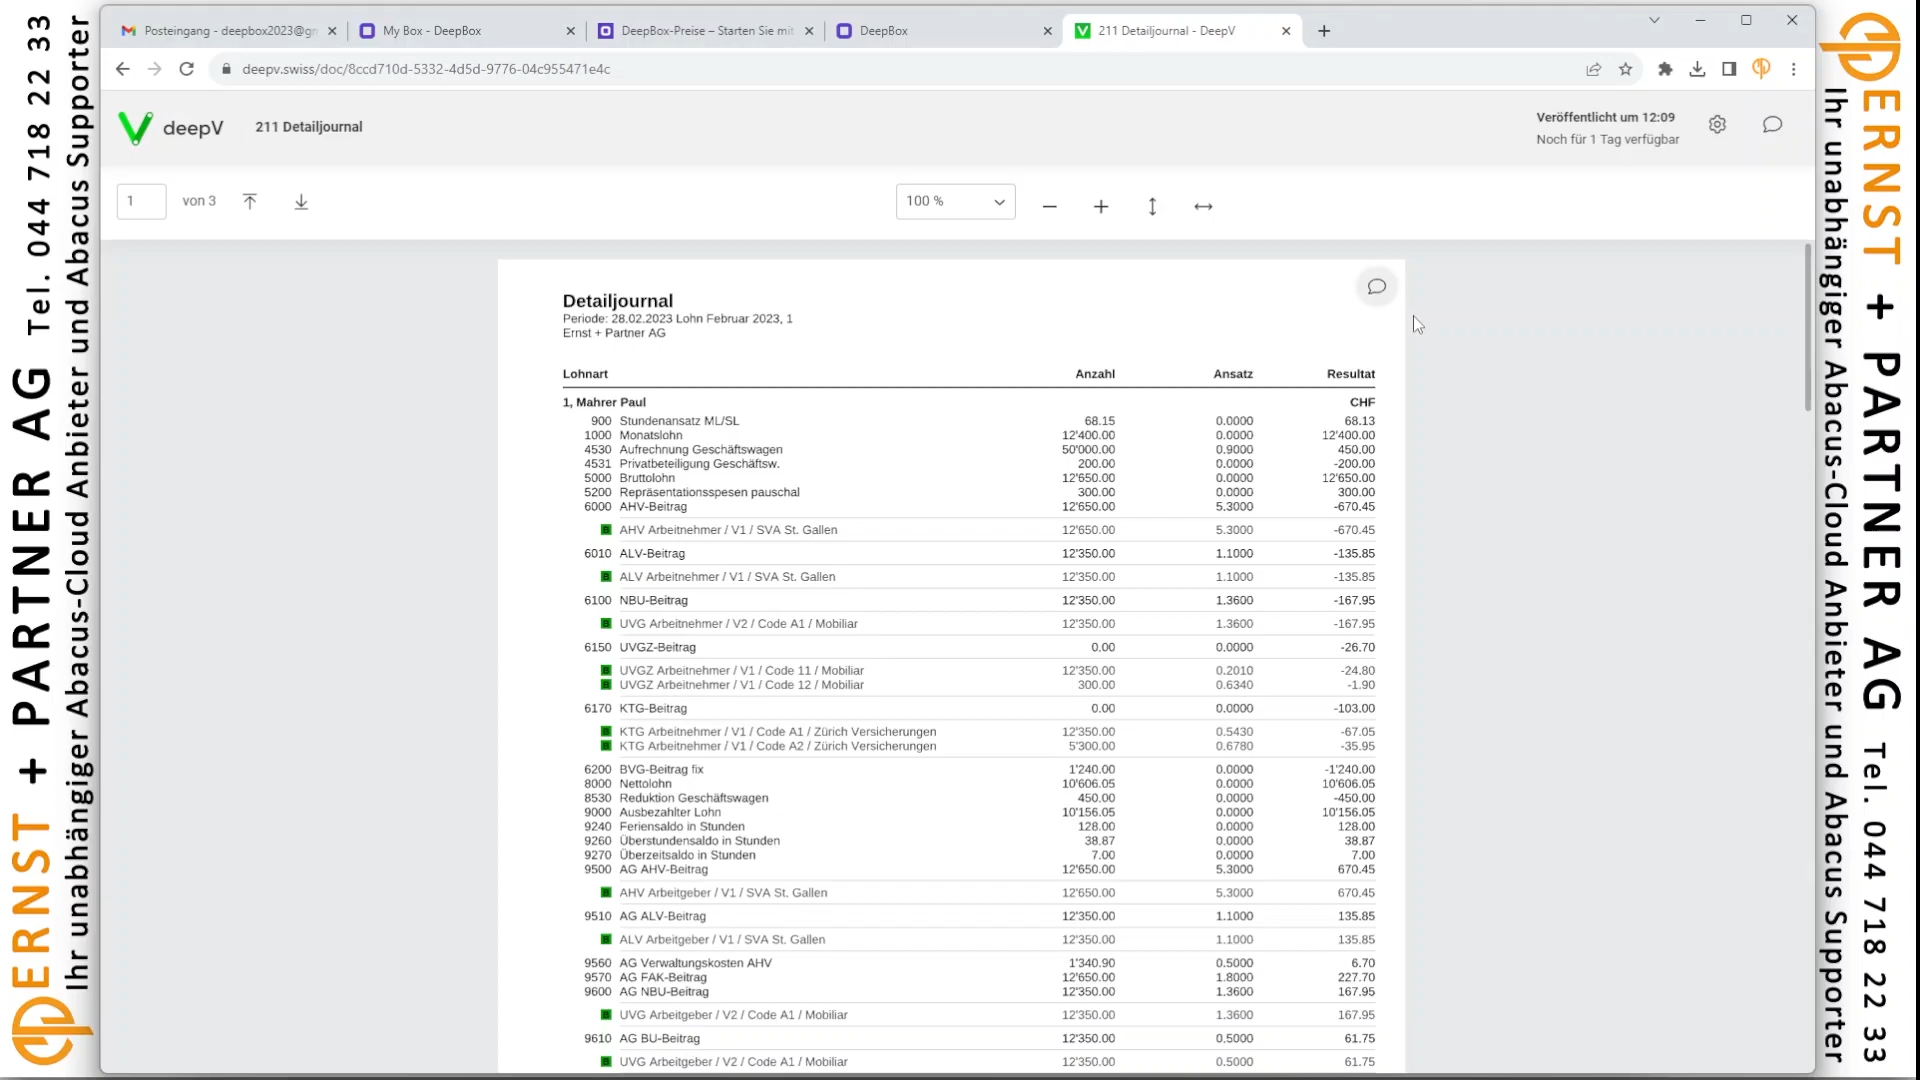 ERNST + PARTNER AG Tel. 044 718 22 33
Ihr unabhängiger Abacus-Cloud Anbieter und Abacus Supporter
Posteingang - deepbox2023@gm
My Box - DeepBox
DeepBox-Preise – Starten Sie mit
DeepBox
211 Detailjournal - DeepV
deepv.swiss/doc/8ccd710d-5332-4d5d-9776-04c955471e4c
deepV 211 Detailjournal
Veröffentlicht um 12:09
Noch für 1 Tag verfügbar
1 von 3 100 %
Detailjournal
Periode: 28.02.2023 Lohn Februar 2023, 1
Ernst + Partner AG
Lohnart Anzahl Ansatz Resultat
1, Mahrer Paul CHF
900 Stundenansatz ML/SL 68.15 0.0000 68.13
1000 Monatslohn 12'400.00 0.0000 12'400.00
4530 Aufrechnung Geschäftswagen 50'000.00 0.9000 450.00
4531 Privatbeteiligung Geschäftsw. 200.00 0.0000 -200.00
5000 Bruttolohn 12'650.00 0.0000 12'650.00
5200 Repräsentationsspesen pauschal 300.00 0.0000 300.00
6000 AHV-Beitrag 12'650.00 5.3000 -670.45
B AHV Arbeitnehmer / V1 / SVA St. Gallen 12'650.00 5.3000 -670.45
6010 ALV-Beitrag 12'350.00 1.1000 -135.85
B ALV Arbeitnehmer / V1 / SVA St. Gallen 12'350.00 1.1000 -135.85
6100 NBU-Beitrag 12'350.00 1.3600 -167.95
B UVG Arbeitnehmer / V2 / Code A1 / Mobiliar 12'350.00 1.3600 -167.95
6150 UVGZ-Beitrag 0.00 0.0000 -26.70
B UVGZ Arbeitnehmer / V1 / Code 11 / Mobiliar 12'350.00 0.2010 -24.80
B UVGZ Arbeitnehmer / V1 / Code 12 / Mobiliar 300.00 0.6340 -1.90
6170 KTG-Beitrag 0.00 0.0000 -103.00
B KTG Arbeitnehmer / V1 / Code A1 / Zürich Versicherungen 12'350.00 0.5430 -67.05
B KTG Arbeitnehmer / V1 / Code A2 / Zürich Versicherungen 5'300.00 0.6780 -35.95
6200 BVG-Beitrag fix 1'240.00 0.0000 -1'240.00
8000 Nettolohn 10'606.05 0.0000 10'606.05
8530 Reduktion Geschäftswagen 450.00 0.0000 -450.00
9000 Ausbezahlter Lohn 10'156.05 0.0000 10'156.05
9240 Feriensaldo in Stunden 128.00 0.0000 128.00
9260 Überstundensaldo in Stunden 38.87 0.0000 38.87
9270 Überzeitsaldo in Stunden 7.00 0.0000 7.00
9500 AG AHV-Beitrag 12'650.00 5.3000 670.45
B AHV Arbeitgeber / V1 / SVA St. Gallen 12'650.00 5.3000 670.45
9510 AG ALV-Beitrag 12'350.00 1.1000 135.85
B ALV Arbeitgeber / V1 / SVA St. Gallen 12'350.00 1.1000 135.85
9560 AG Verwaltungskosten AHV 1'340.90 0.5000 6.70
9570 AG FAK-Beitrag 12'650.00 1.8000 227.70
9600 AG NBU-Beitrag 12'350.00 1.3600 167.95
B UVG Arbeitgeber / V2 / Code A1 / Mobiliar 12'350.00 1.3600 167.95
9610 AG BU-Beitrag 12'350.00 0.5000 61.75
B UVG Arbeitgeber / V2 / Code A1 / Mobiliar 12'350.00 0.5000 61.75
ERNST + PARTNER AG Tel. 044 718 22 33
Ihr unabhängiger Abacus-Cloud Anbieter und Abacus Supporter